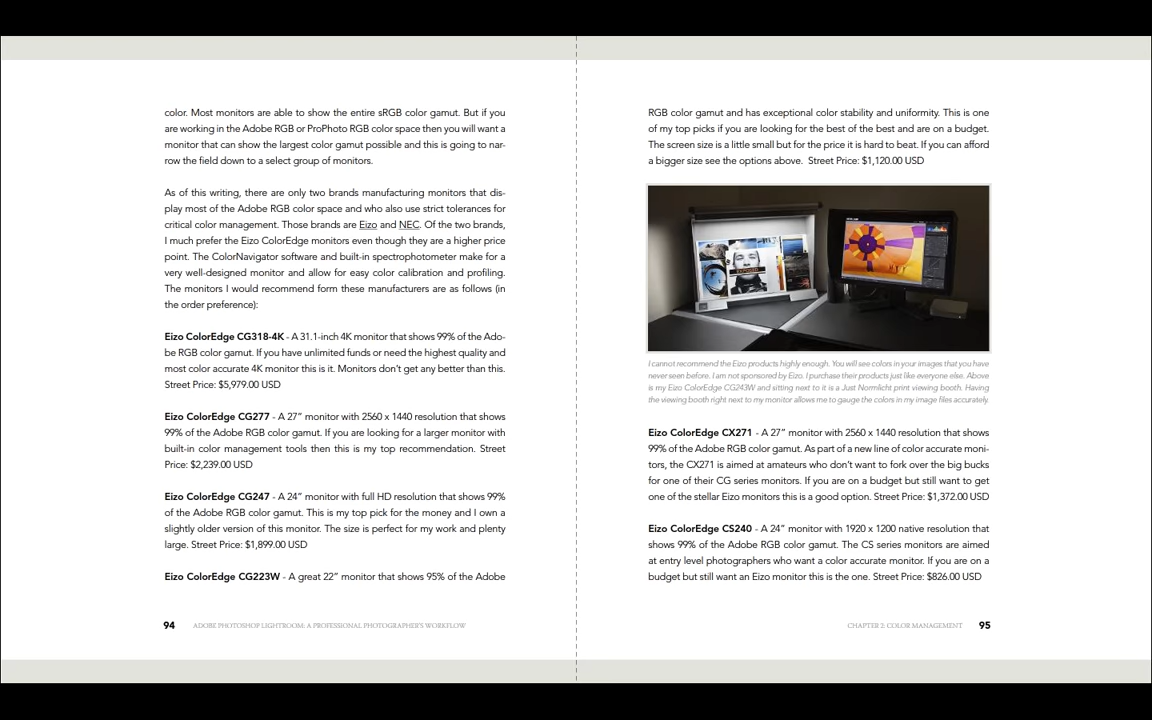 color. Most monitors are able to show the entire sRGB color gamut. But if you
are working in the Adobe RGB or ProPhoto RGB color space then you will want a
monitor that can show the largest color gamut possible and this is going to nar-
row the field down to a select group of monitors.
As of this writing, there are only two brands manufacturing monitors that dis-
play most of the Adobe RGB color space and who also use strict tolerances for
critical color management. Those brands are Eizo and NEC. Of the two brands,
I much prefer the Eizo ColorEdge monitors even though they are a higher price
point. The ColorNavigator software and built-in spectrophotometer make for a
very well-designed monitor and allow for easy color calibration and profiling.
The monitors I would recommend form these manufacturers are as follows (in
the order preference):
Eizo ColorEdge CG318-4K - A 31.1-inch 4K monitor that shows 99% of the Ado-
be RGB color gamut. If you have unlimited funds or need the highest quality and
most color accurate 4K monitor this is it. Monitors don't get any better than this.
Street Price: $5,979.00 USD
Eizo ColorEdge CG277 - A 27" monitor with 2560 x 1440 resolution that shows
99% of the Adobe RGB color gamut. If you are looking for a larger monitor with
built-in color management tools then this is my top recommendation. Street
Price: $2,239.00 USD
Eizo ColorEdge CG247 - A 24" monitor with full HD resolution that shows 99%
of the Adobe RGB color gamut. This is my top pick for the money and I own a
slightly older version of this monitor. The size is perfect for my work and plenty
large. Street Price: $1,899.00 USD
Eizo ColorEdge CG223W - A great 22" monitor that shows 95% of the Adobe
94 ADOBE PHOTOSHOP LIGHTROOM: A PROFESSIONAL PHOTOGRAPHER'S WORKFLOW
RGB color gamut and has exceptional color stability and uniformity. This is one
of my top picks if you are looking for the best of the best and are on a budget.
The screen size is a little small but for the price it is hard to beat. If you can afford
a bigger size see the options above. Street Price: $1,120.00 USD
I cannot recommend the Eizo products highly enough. You will see colors in your images that you have
never seen before. I am not sponsored by Eizo. I purchase their products just like everyone else. Above
is my Eizo ColorEdge CG243W and sitting next to it is a Just Normlicht print viewing booth. Having
the viewing booth right next to my monitor allows me to gauge the colors in my image files accurately.
Eizo ColorEdge CX271 - A 27" monitor with 2560 x 1440 resolution that shows
99% of the Adobe RGB color gamut. As part of a new line of color accurate moni-
tors, the CX271 is aimed at amateurs who don't want to fork over the big bucks
for one of their CG series monitors. If you are on a budget but still want to get
one of the stellar Eizo monitors this is a good option. Street Price: $1,372.00 USD
Eizo ColorEdge CS240 - A 24" monitor with 1920 x 1200 native resolution that
shows 99% of the Adobe RGB color gamut. The CS series monitors are aimed
at entry level photographers who want a color accurate monitor. If you are on a
budget but still want an Eizo monitor this is the one. Street Price: $826.00 USD
CHAPTER 2: COLOR MANAGEMENT 95